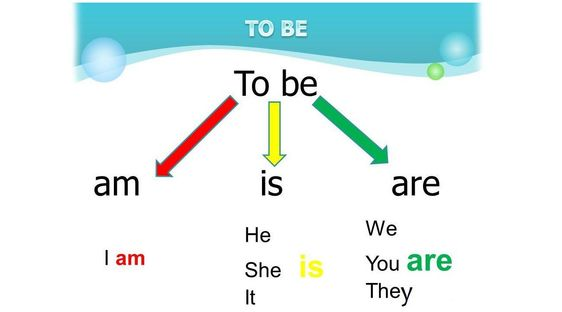 TO BE
To be
am is are
I am
He
She is
It
We
You are
They